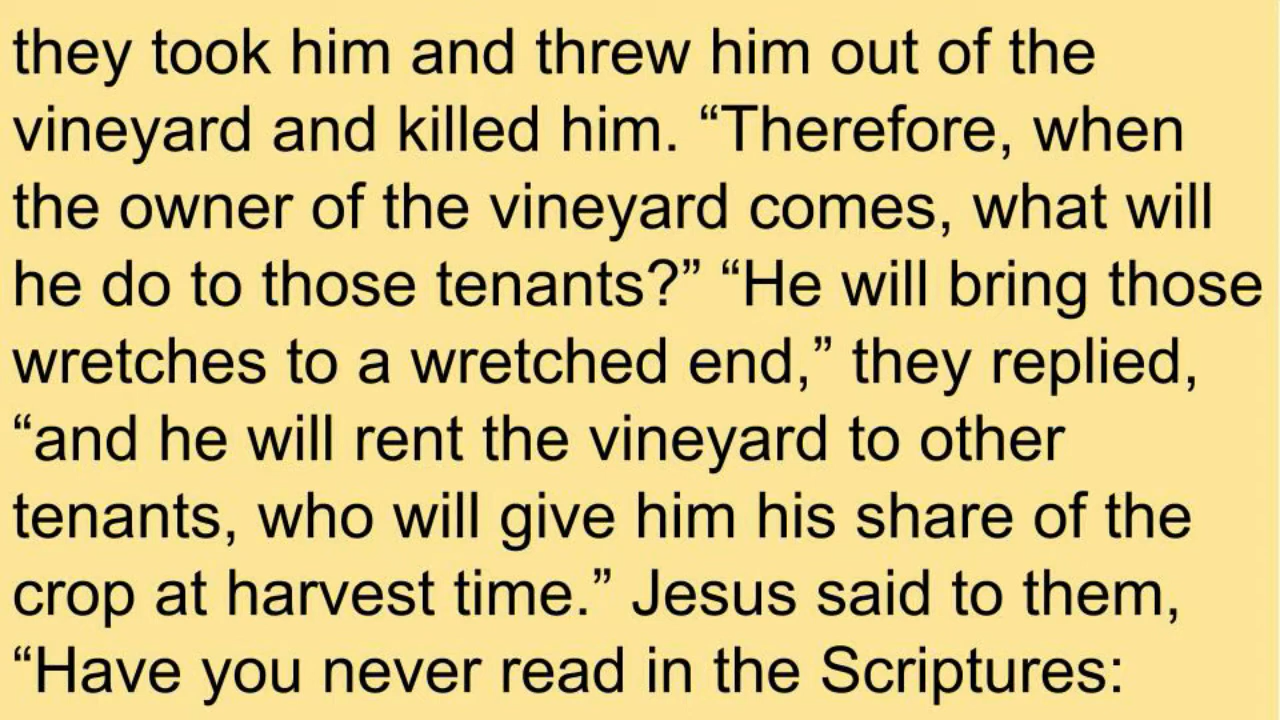 they took him and threw him out of the
vineyard and killed him. “Therefore, when
the owner of the vineyard comes, what will
he do to those tenants?” “He will bring those
wretches to a wretched end,” they replied,
“and he will rent the vineyard to other
tenants, who will give him his share of the
crop at harvest time.” Jesus said to them,
“Have you never read in the Scriptures: